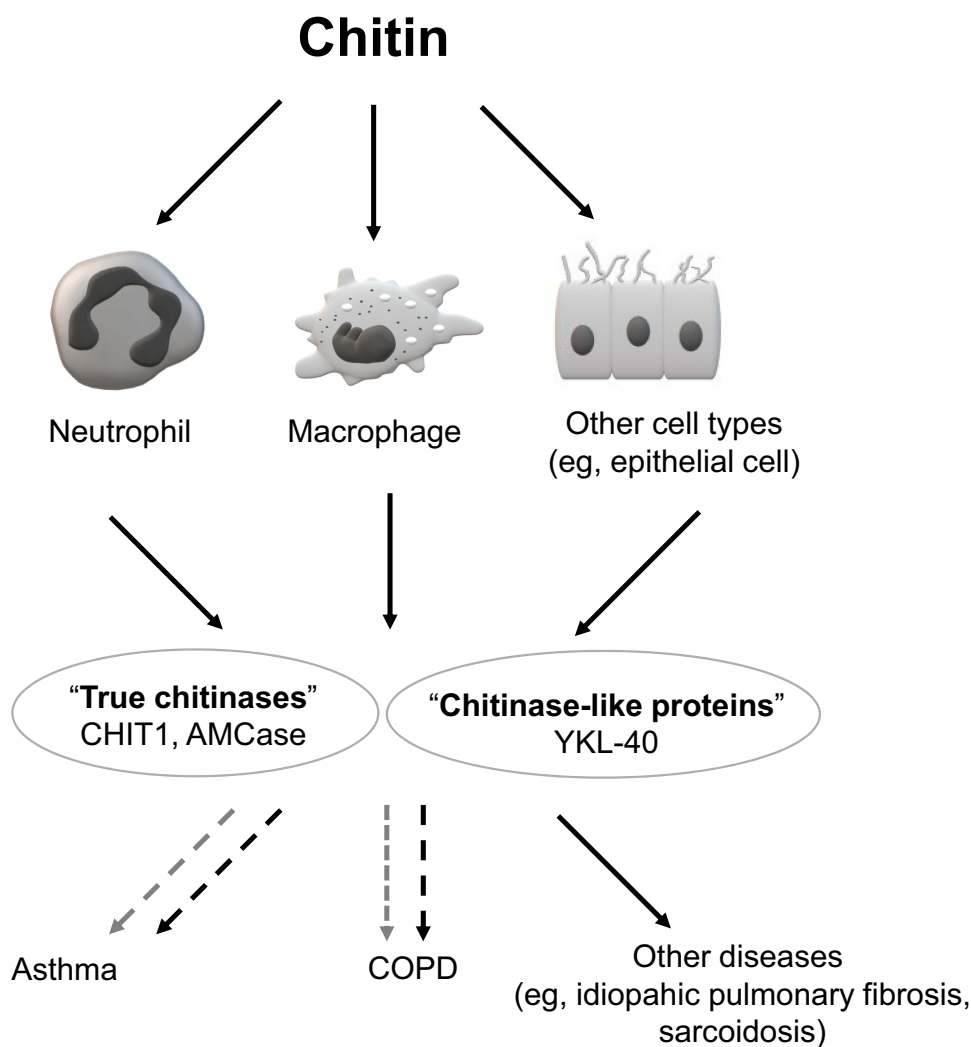 Chitin
Neutrophil
Macrophage
Other cell types
(eg, epithelial cell)
“True chitinases”
CHIT1, AMCase
“Chitinase-like proteins”
YKL-40
Asthma
COPD
Other diseases
(eg, idiopahic pulmonary fibrosis,
sarcoidosis)